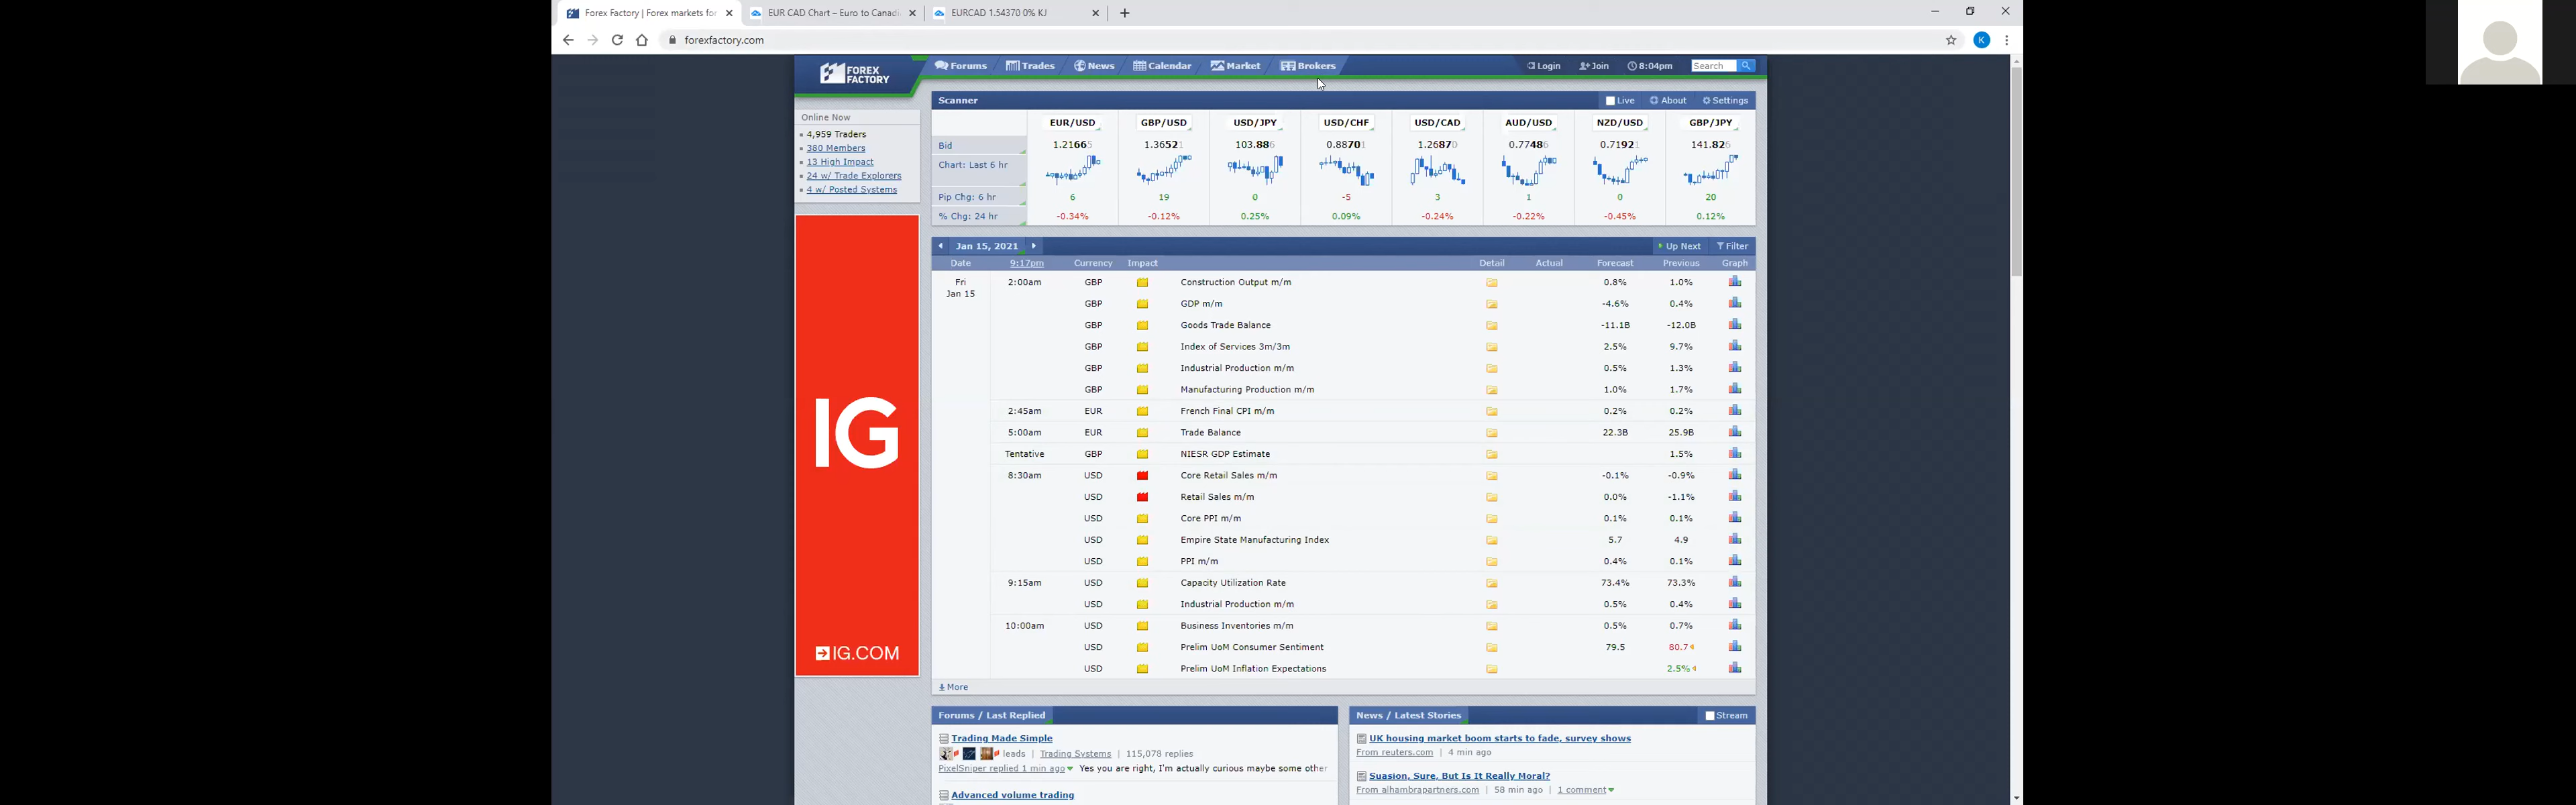 Forex Factory | Forex markets for
EUR CAD Chart – Euro to Canadi
EURCAD 1.54370 0% KJ
forexfactory.com
K
FOREX FACTORY
Forums Trades News Calendar Market Brokers
Login Join 8:04pm Search
Online Now
4,959 Traders
380 Members
13 High Impact
24 w/ Trade Explorers
4 w/ Posted Systems
IG
IG.COM
Scanner Live About Settings
EUR/USD GBP/USD USD/JPY USD/CHF USD/CAD AUD/USD NZD/USD GBP/JPY
Bid 1.21665 1.36521 103.886 0.88701 1.26870 0.77486 0.71921 141.826
Chart: Last 6 hr
Pip Chg: 6 hr 6 19 0 -5 3 1 0 20
% Chg: 24 hr -0.34% -0.12% 0.25% 0.09% -0.24% -0.22% -0.45% 0.12%
Jan 15, 2021 Up Next Filter
Date 9:17pm Currency Impact Detail Actual Forecast Previous Graph
Fri Jan 15 2:00am GBP Construction Output m/m 0.8% 1.0%
GBP GDP m/m -4.6% 0.4%
GBP Goods Trade Balance -11.1B -12.0B
GBP Index of Services 3m/3m 2.5% 9.7%
GBP Industrial Production m/m 0.5% 1.3%
GBP Manufacturing Production m/m 1.0% 1.7%
2:45am EUR French Final CPI m/m 0.2% 0.2%
5:00am EUR Trade Balance 22.3B 25.9B
Tentative GBP NIESR GDP Estimate 1.5%
8:30am USD Core Retail Sales m/m -0.1% -0.9%
USD Retail Sales m/m 0.0% -1.1%
USD Core PPI m/m 0.1% 0.1%
USD Empire State Manufacturing Index 5.7 4.9
USD PPI m/m 0.4% 0.1%
9:15am USD Capacity Utilization Rate 73.4% 73.3%
USD Industrial Production m/m 0.5% 0.4%
10:00am USD Business Inventories m/m 0.5% 0.7%
USD Prelim UoM Consumer Sentiment 79.5 80.7
USD Prelim UoM Inflation Expectations 2.5%
More
Forums / Last Replied
Trading Made Simple
leads | Trading Systems | 115,078 replies
PixelSniper replied 1 min ago Yes you are right, I'm actually curious maybe some other
Advanced volume trading
News / Latest Stories Stream
UK housing market boom starts to fade, survey shows
From reuters.com | 4 min ago
Suasion, Sure, But Is It Really Moral?
From alhambrapartners.com | 58 min ago | 1 comment